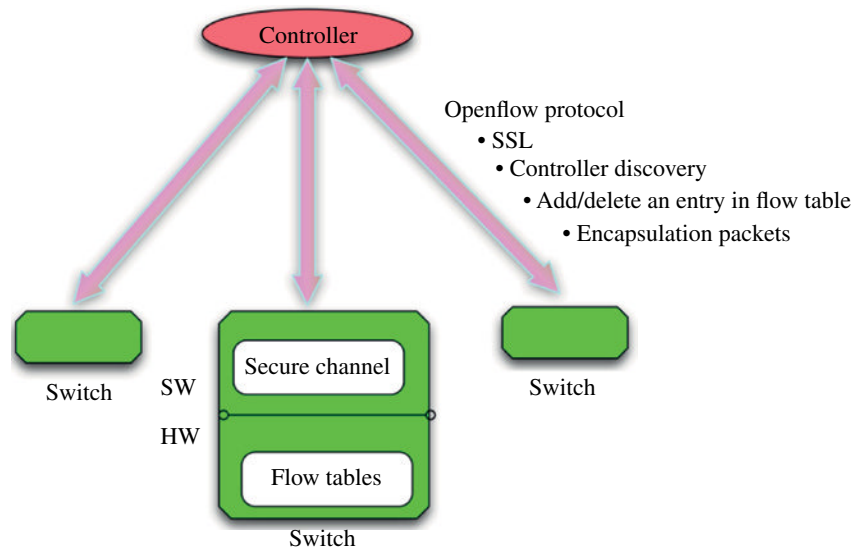 Controller
Openflow protocol
• SSL
• Controller discovery
• Add/delete an entry in flow table
• Encapsulation packets
Secure channel
Switch
SW
Switch
HW
Flow tables
Switch